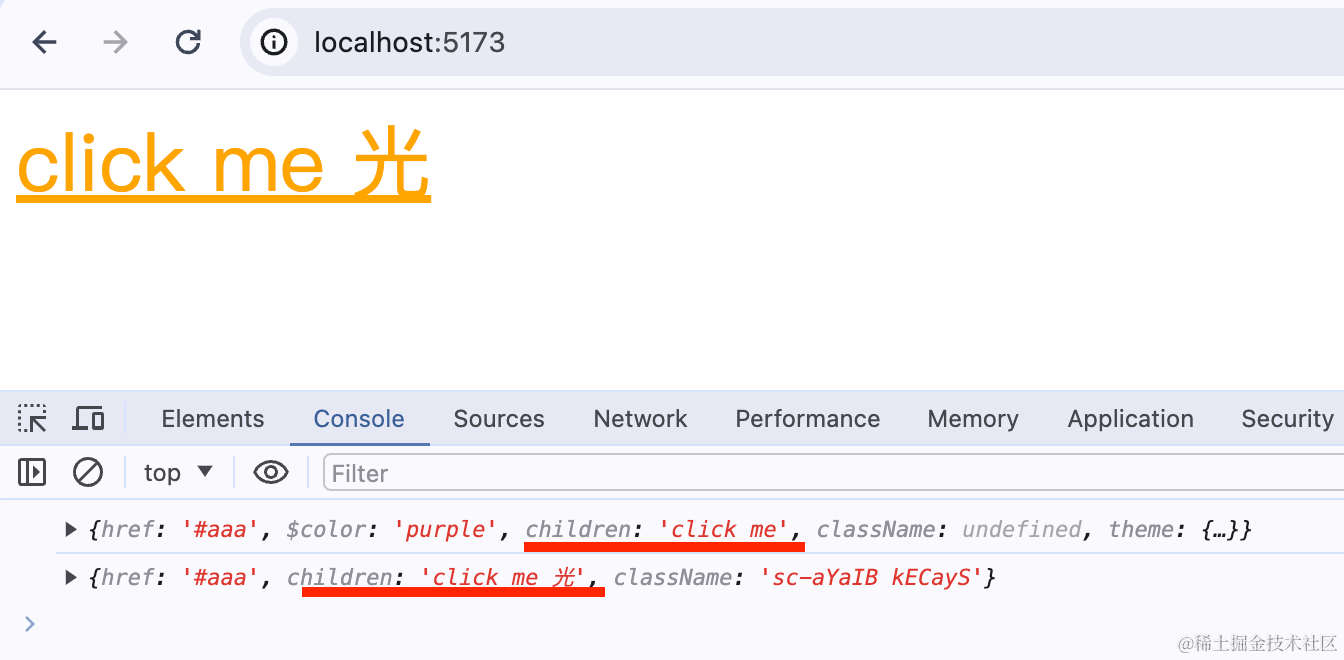 localhost:5173
click me 光
Elements Console Sources Network Performance Memory Application Security
top ▼ Filter
▶ {href: '#aaa', $color: 'purple', children: 'click me', className: undefined, theme: {…}}
▶ {href: '#aaa', children: 'click me 光', className: 'sc-aYaIB kECayS'}
@稀土掘金技术社区